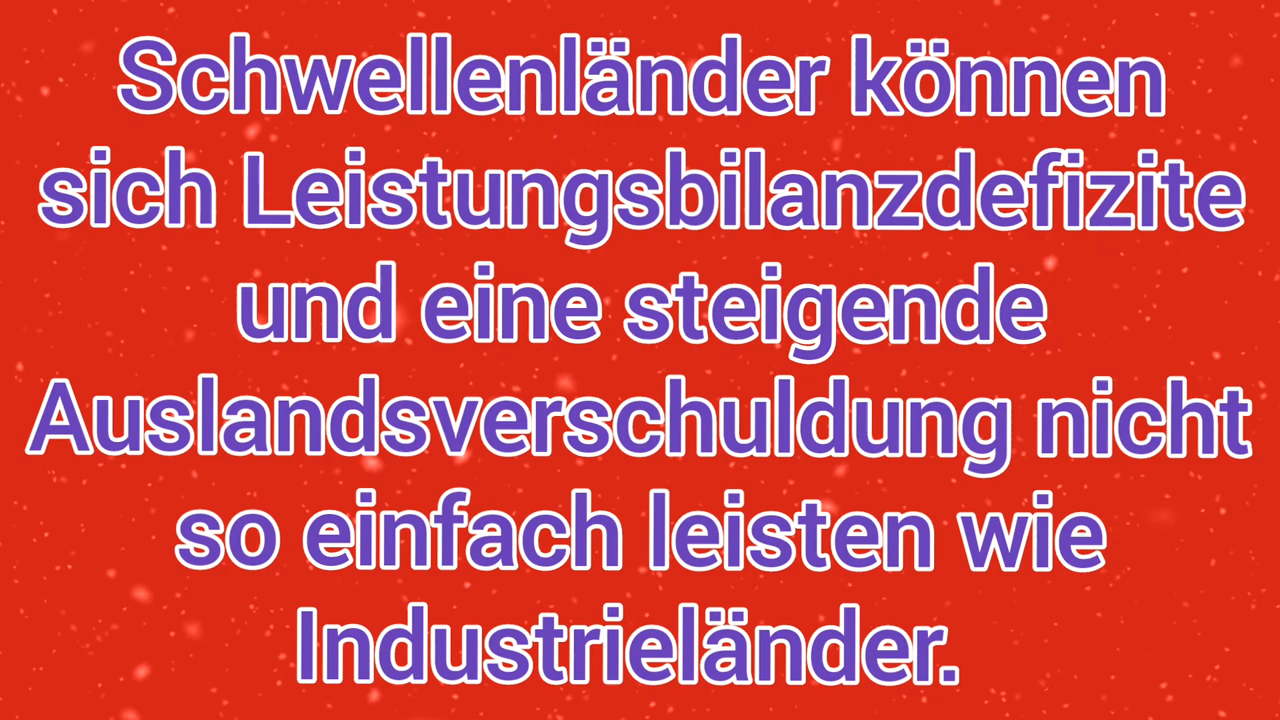 Schwellenländer können
sich Leistungsbilanzdefizite
und eine steigende
Auslandsverschuldung nicht
so einfach leisten wie
Industrieländer.